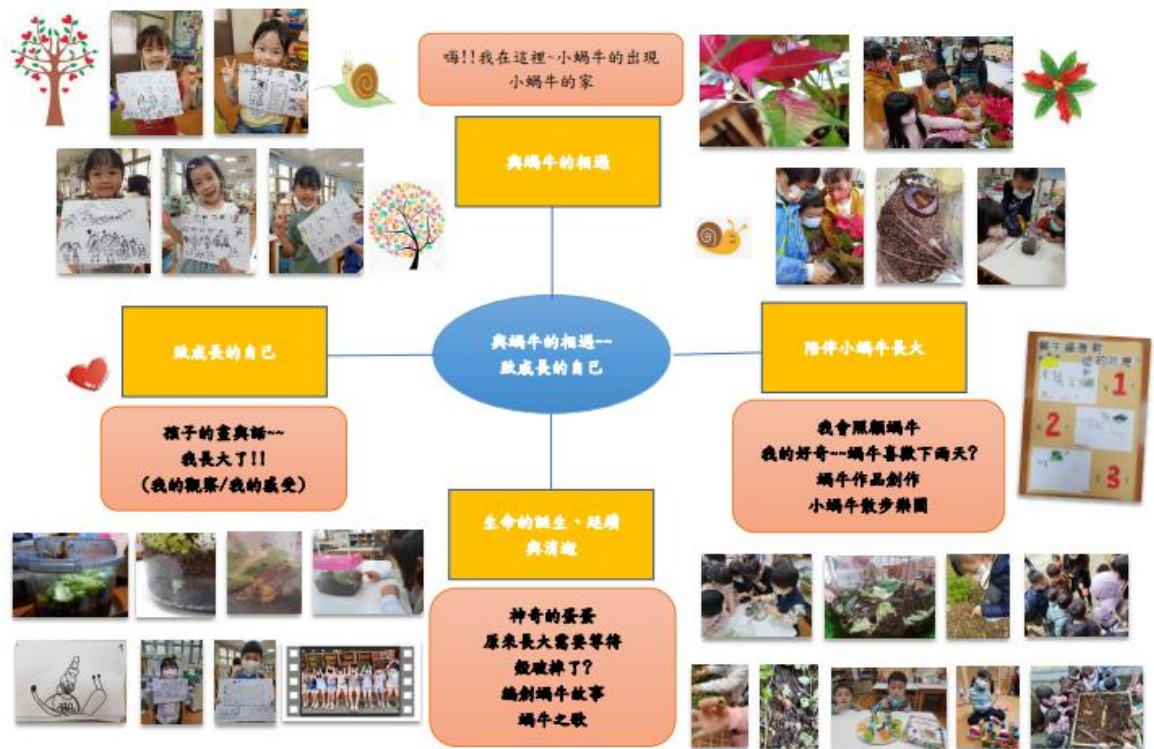 嗨!!我在這裡~小蝸牛的出現
小蝸牛的家
與蝸牛的相遇
與蝸牛的相遇--
致成長的自己
致成長的自己
孩子的畫與話~~
我長大了!!
(我的觀察/我的感受)
陪伴小蝸牛長大
我會照顧蝸牛
我的好奇--蝸牛喜歡下雨天?
蝸牛作品創作
小蝸牛散步樂園
1
2
3
生命的誕生、延續
與消逝
神奇的蛋蛋
原來長大需要等待
殼破掉了?
編創蝸牛故事
蝸牛之歌